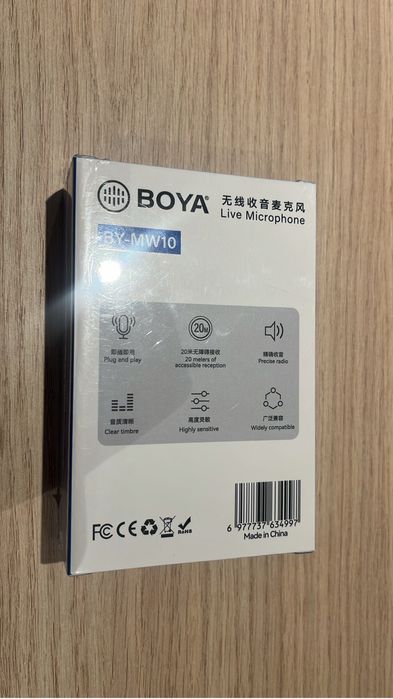 BOYA® 无线收音麦克风
Live Microphone
BY-MW10
即插即用
Plug and play
20M
20米无障碍接收
20 melers of
accessible reception
精确收音
Precise radio
音质清晰
Clear timbre
高度灵敏
Highly sensitive
广泛兼容
Widely compatible
FC CE RoHS
6 977737 634997
Made in China